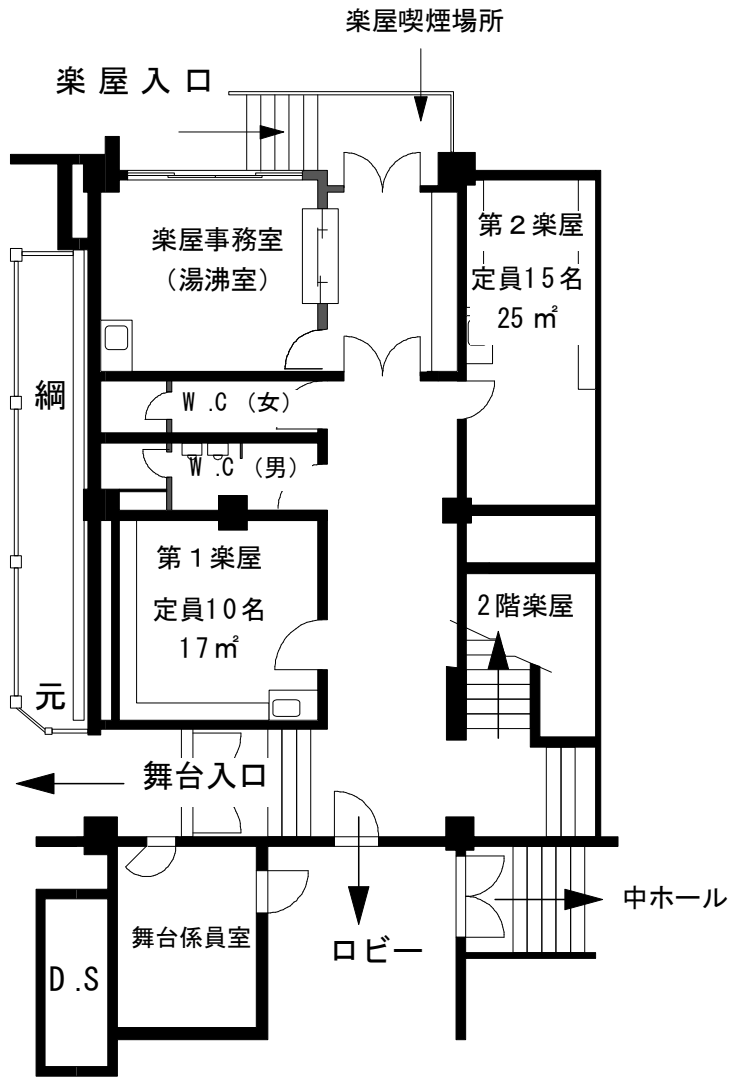 楽屋喫煙場所
楽屋入口
楽屋事務室
（湯沸室）
第２楽屋
定員15名
25 ㎡
綱
元
W.C（女）
W.C（男）
第１楽屋
定員10名
17㎡
2階楽屋
舞台入口
舞台係員室
D.S
ロビー
中ホール